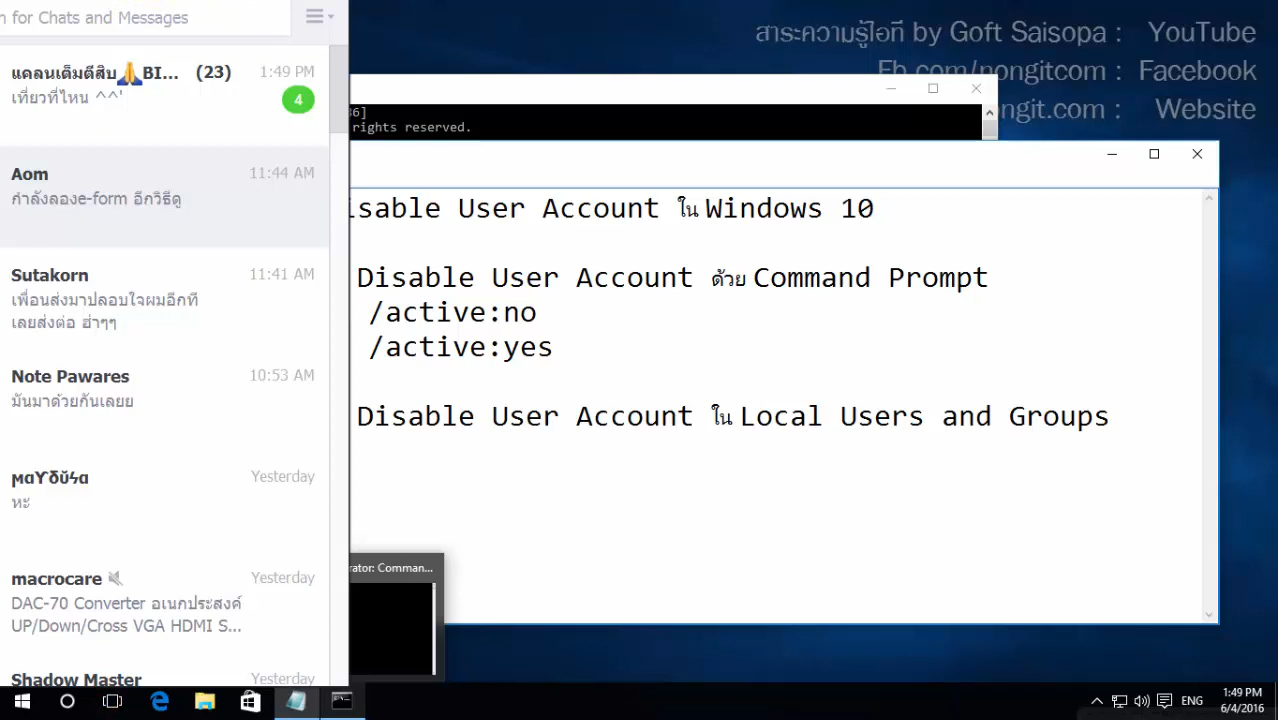 for Chats and Messages
แคลนเต็มตีสิบ🙏BI... (23) 1:49 PM
เที่ยวที่ไหน ^^' 4
Aom 11:44 AM
กำลังลองe-form อีกวิธีดู
Sutakorn 11:41 AM
เพื่อนส่งมาปลอบใจผมอีกที
เลยส่งต่อ ฮ่าๆๆ
Note Pawares 10:53 AM
มันมาด้วยกันเลยย
Yesterday
หะ
macrocare Yesterday
DAC-70 Converter อเนกประสงค์
UP/Down/Cross VGA HDMI S...
Shadow Master Yesterday
สาระความรู้ไอที by Goft Saisopa : YouTube
Fb.com/nongitcom : Facebook
ngit.com : Website
86]
rights reserved.
isable User Account ใน Windows 10
Disable User Account ด้วย Command Prompt
/active:no
/active:yes
Disable User Account ใน Local Users and Groups
rator: Comman...
ENG
1:49 PM
6/4/2016